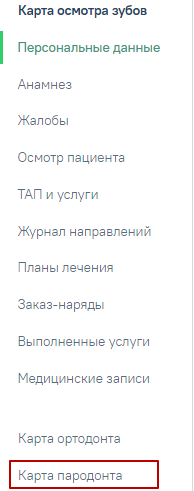 Карта осмотра зубов
Персональные данные
Анамнез
Жалобы
Осмотр пациента
ТАП и услуги
Журнал направлений
Планы лечения
Заказ-наряды
Выполненные услуги
Медицинские записи
Карта ортодонта
Карта пародонта